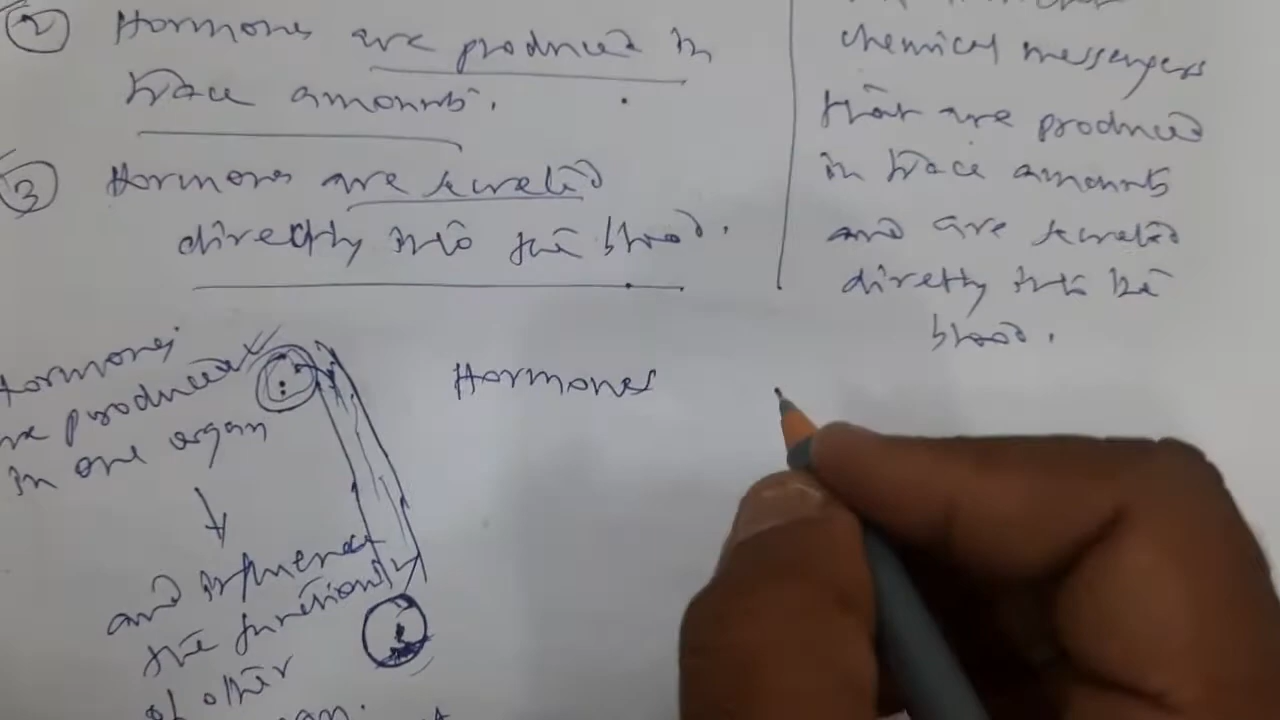 2 Hormones are produced in
trace amounts.
3 Hormones are secreted
directly into the blood.
chemical messengers
that are produced
in trace amounts
and are secreted
directly into the
blood.
Hormones
are produced
in one organ
and influence
the functions
of other
Hormones